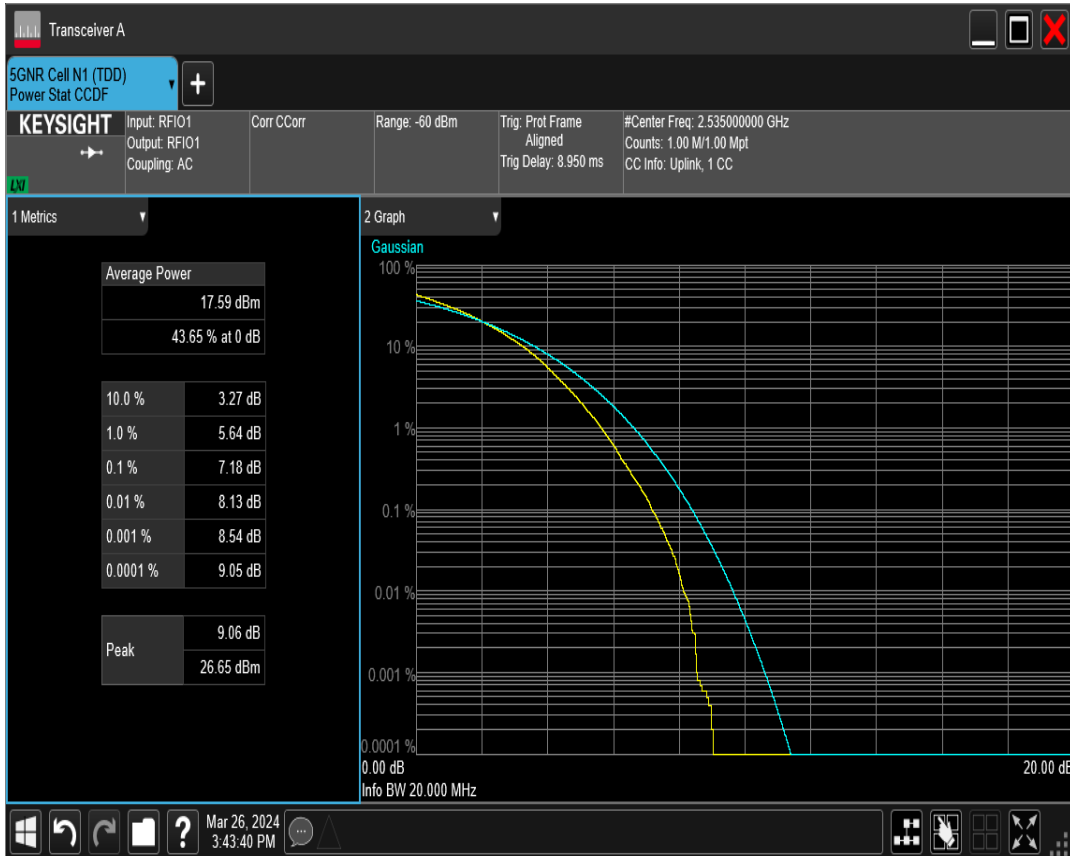 Transceiver A
5GNR Cell N1 (TDD)
Power Stat CCDF
+
KEYSIGHT
LXI
Input: RFIO1
Output: RFIO1
Coupling: AC
Corr CCorr
Range: -60 dBm
Trig: Prot Frame
Aligned
Trig Delay: 8.950 ms
#Center Freq: 2.535000000 GHz
Counts: 1.00 M/1.00 Mpt
CC Info: Uplink, 1 CC
1 Metrics
Average Power
17.59 dBm
43.65 % at 0 dB
10.0 % 3.27 dB
1.0 % 5.64 dB
0.1 % 7.18 dB
0.01 % 8.13 dB
0.001 % 8.54 dB
0.0001 % 9.05 dB
Peak
9.06 dB
26.65 dBm
2 Graph
Gaussian
100 %
10 %
1 %
0.1 %
0.01 %
0.001 %
0.0001 %
0.00 dB 20.00 dB
Info BW 20.000 MHz
?
Mar 26, 2024
3:43:40 PM